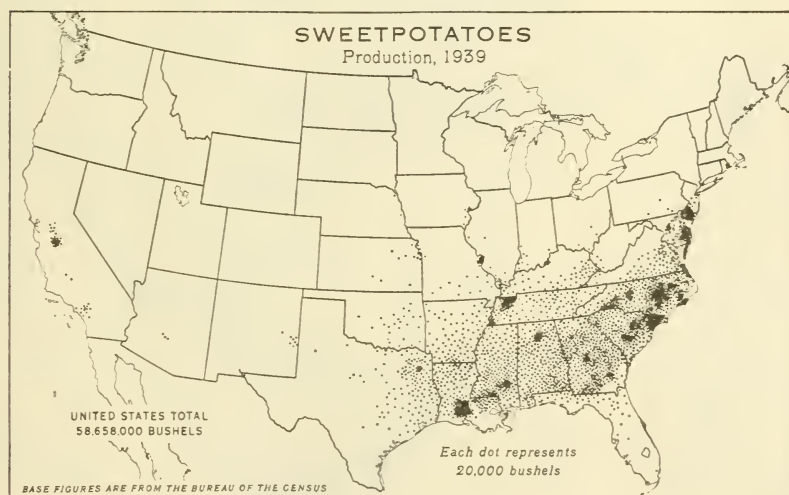 SWEETPOTATOES
Production, 1939
UNITED STATES TOTAL
58,658,000 BUSHELS
Each dot represents
20,000 bushels
BASE FIGURES ARE FROM THE BUREAU OF THE CENSUS